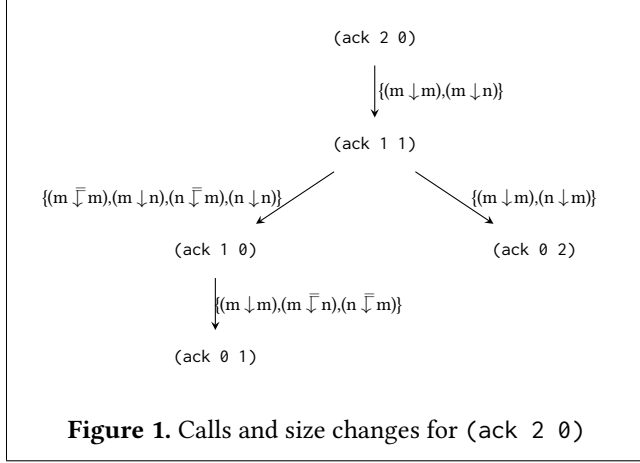 (ack 2 0)
{(m ↓m),(m ↓n)}
(ack 1 1)
{(m ↓̿ m),(m ↓n),(n ↓̿ m),(n ↓n)}
{(m ↓m),(n ↓m)}
(ack 1 0)
(ack 0 2)
{(m ↓m),(m ↓̿ n),(n ↓̿ m)}
(ack 0 1)
Figure 1. Calls and size changes for (ack 2 0)